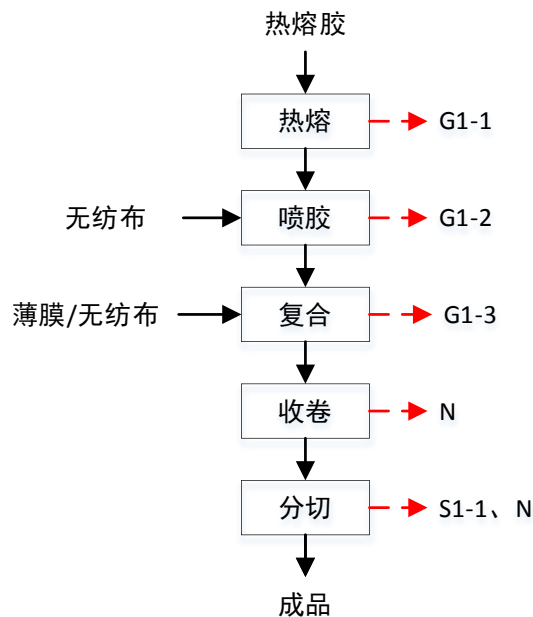 热熔胶
热熔
G1-1
无纺布
喷胶
G1-2
薄膜/无纺布
复合
G1-3
收卷
N
分切
S1-1、N
成品